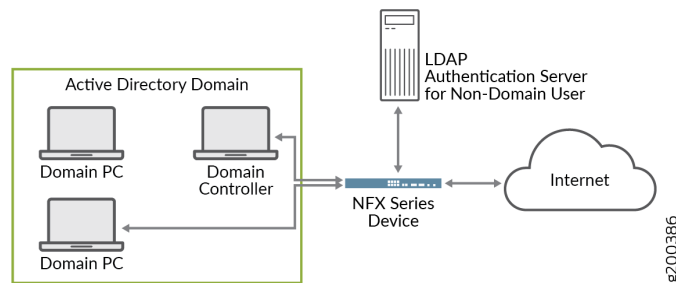 LDAP
Authentication Server
for Non-Domain User
Active Directory Domain
Domain PC
Domain
Controller
Domain PC
NFX Series
Device
Internet
g200386